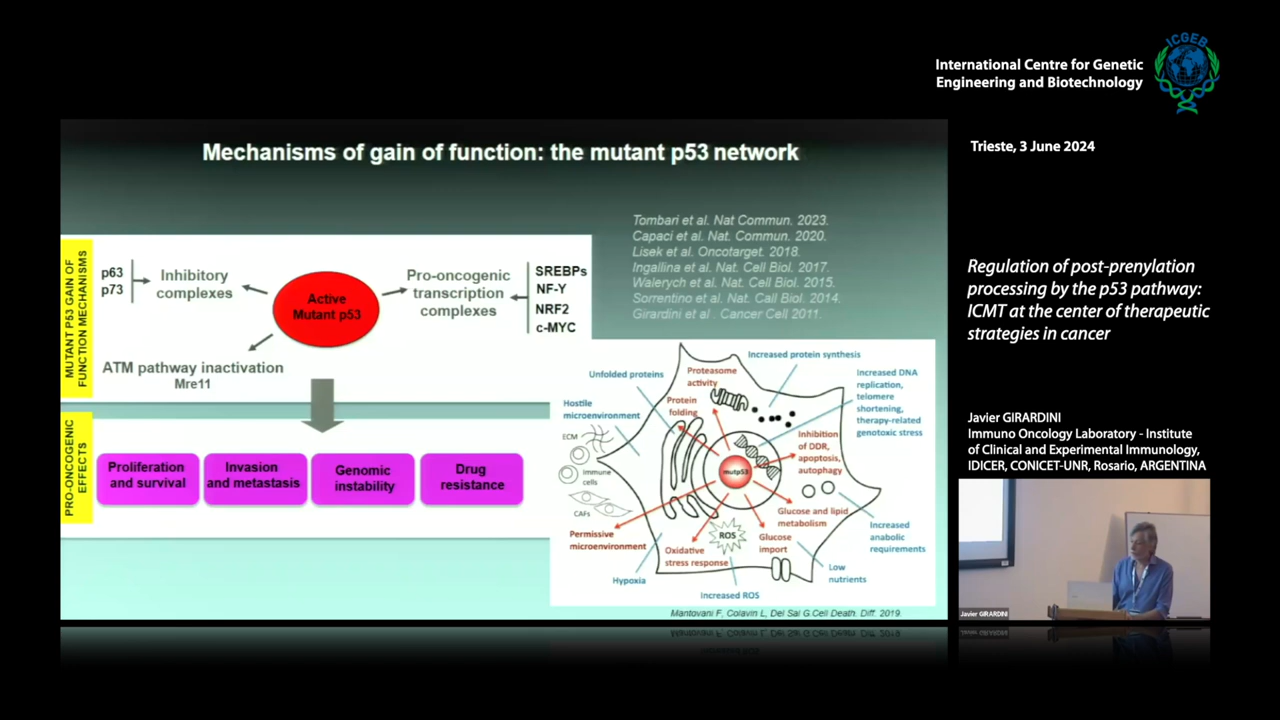 ICGEB
International Centre for Genetic
Engineering and Biotechnology
Trieste, 3 June 2024
Mechanisms of gain of function: the mutant p53 network
Tombari et al. Nat Commun. 2023.
Capaci et al. Nat. Commun. 2020.
Lisek et al. Oncotarget. 2018.
Ingallina et al. Nat. Cell Biol. 2017.
Walerych et al. Nat. Cell Biol. 2015.
Sorrentino et al. Nat. Call Biol. 2014.
Girardini et al . Cancer Cell 2011.
MUTANT P53 GAIN OF
FUNCTION MECHANISMS
p63
p73
Inhibitory
complexes
Active
Mutant p53
Pro-oncogenic
transcription
complexes
SREBPs
NF-Y
NRF2
c-MYC
ATM pathway inactivation
Mre11
PRO-ONCOGENIC
EFFECTS
Proliferation
and survival
Invasion
and metastasis
Genomic
instability
Drug
resistance
Increased protein synthesis
Unfolded proteins
Proteasome
activity
Increased DNA
replication,
telomere
shortening,
therapy-related
genotoxic stress
Hostile
microenvironment
Protein
folding
ECM
Immune
cells
CAFs
mutp53
Inhibition
of DDR,
apoptosis,
autophagy
Glucose and lipid
metabolism
Permissive
microenvironment
Oxidative
stress response
ROS
Glucose
import
Increased
anabolic
requirements
Hypoxia
Low
nutrients
Increased ROS
Mantovani F, Colavin L, Del Sal G.Cell Death. Diff. 2019.
Regulation of post-prenylation
processing by the p53 pathway:
ICMT at the center of therapeutic
strategies in cancer
Javier GIRARDINI
Immuno Oncology Laboratory - Institute
of Clinical and Experimental Immunology,
IDICER, CONICET-UNR, Rosario, ARGENTINA
Javier GIRARDINI